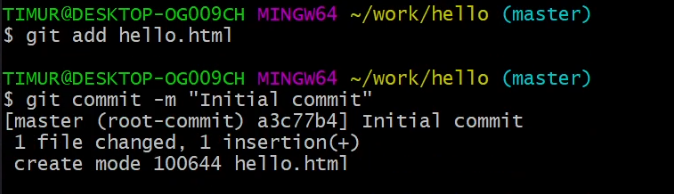 TIMUR@DESKTOP-OG009CH MINGW64 ~/work/hello (master)
$ git add hello.html
TIMUR@DESKTOP-OG009CH MINGW64 ~/work/hello (master)
$ git commit -m "Initial commit"
[master (root-commit) a3c77b4] Initial commit
1 file changed, 1 insertion(+)
create mode 100644 hello.html